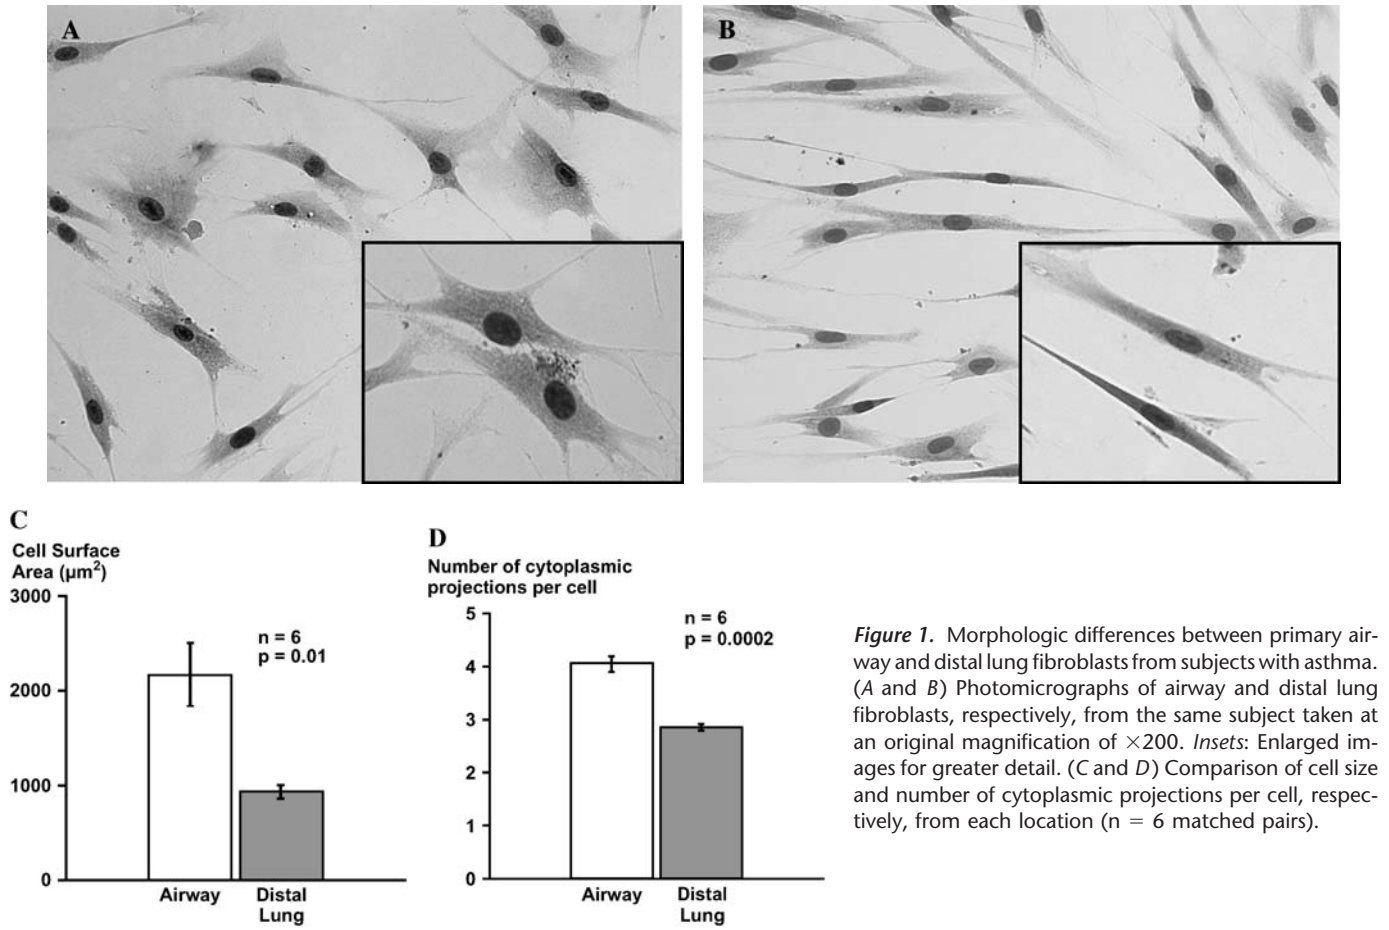 A
B
C
Cell Surface
Area (µm²)
3000
2000
1000
0
n = 6
p = 0.01
Airway
Distal
Lung
D
Number of cytoplasmic
projections per cell
5
4
3
2
1
0
n = 6
p = 0.0002
Airway
Distal
Lung
Figure 1. Morphologic differences between primary air-
way and distal lung fibroblasts from subjects with asthma.
(A and B) Photomicrographs of airway and distal lung
fibroblasts, respectively, from the same subject taken at
an original magnification of ×200. Insets: Enlarged im-
ages for greater detail. (C and D) Comparison of cell size
and number of cytoplasmic projections per cell, respec-
tively, from each location (n = 6 matched pairs).